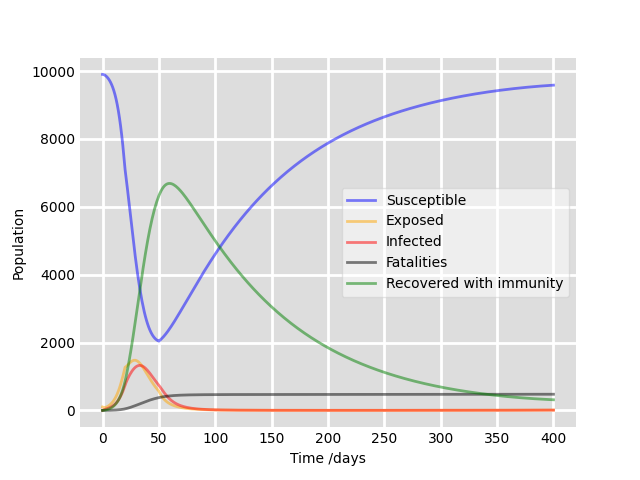 10000
8000
6000
4000
2000
0
Population
Susceptible
Exposed
Infected
Fatalities
Recovered with immunity
0 50 100 150 200 250 300 350 400
Time /days